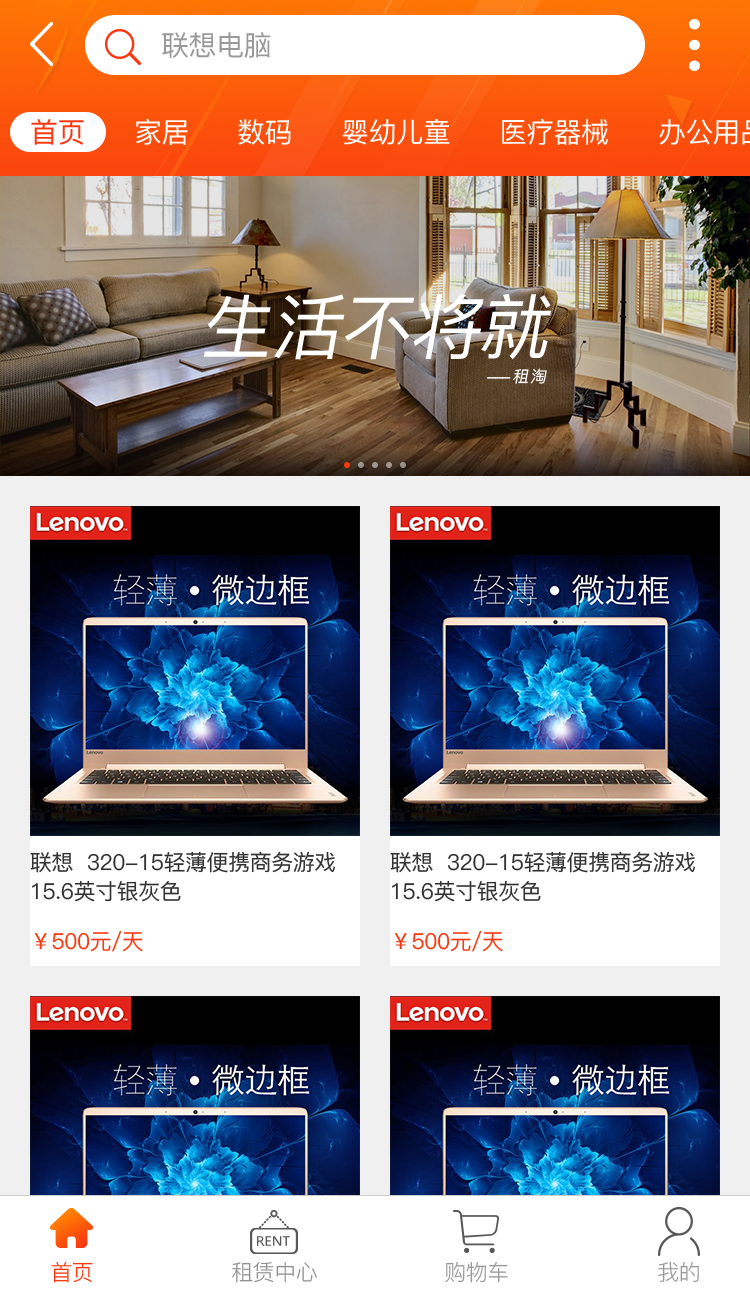 联想电脑
首页 家居 数码 婴幼儿童 医疗器械 办公用品
生活不将就
——租淘
Lenovo Lenovo
轻薄·微边框 轻薄·微边框
Lenovo Lenovo
联想 320-15轻薄便携商务游戏
15.6英寸银灰色
¥500元/天
联想 320-15轻薄便携商务游戏
15.6英寸银灰色
¥500元/天
Lenovo Lenovo
轻薄·微边框 轻薄·微边框
RENT
首页 租赁中心 购物车 我的